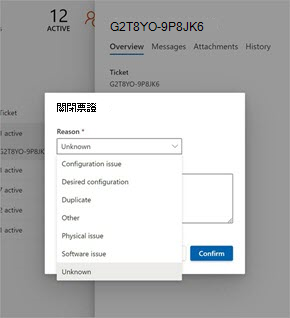 12
ACTIVE
G2T8YO-9P8JK6
Overview Messages Attachments History
Ticket
G2T8YO-9P8JK6
Ticket
1 active
G2T8YO-9P8JK
1 active
7 active
2 active
1 active
關閉票證
Reason *
Unknown
Configuration issue
Desired configuration
Duplicate
Other
Physical issue
Software issue
Unknown
Confirm